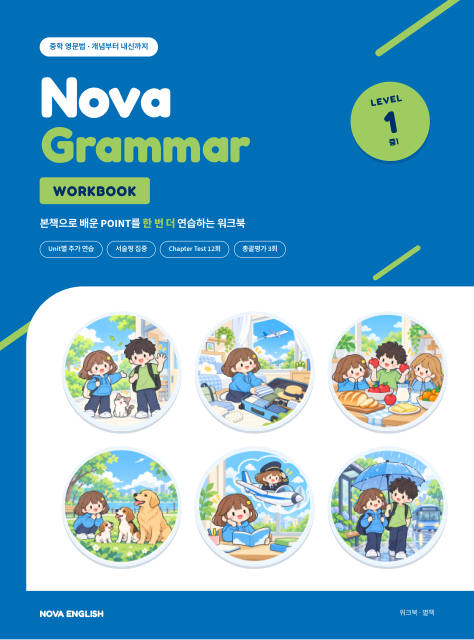 중학 영문법 · 개념부터 내신까지
Nova
Grammar
LEVEL
1
중1
WORKBOOK
본책으로 배운 POINT를 한 번 더 연습하는 워크북
Unit별 추가 연습
서술형 집중
Chapter Test 12회
총괄평가 3회
NOVA ENGLISH
워크북 · 별책